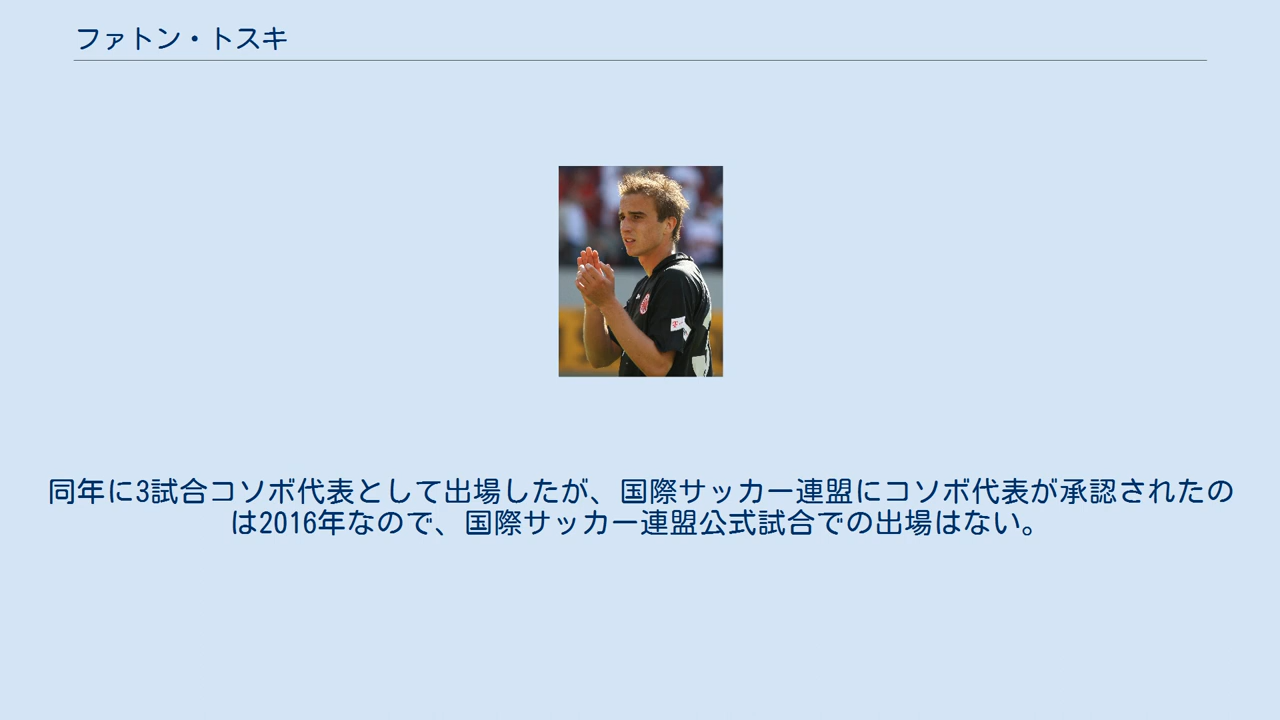 ファトン・トスキ
同年に3試合コソボ代表として出場したが、国際サッカー連盟にコソボ代表が承認されたの
は2016年なので、国際サッカー連盟公式試合での出場はない。